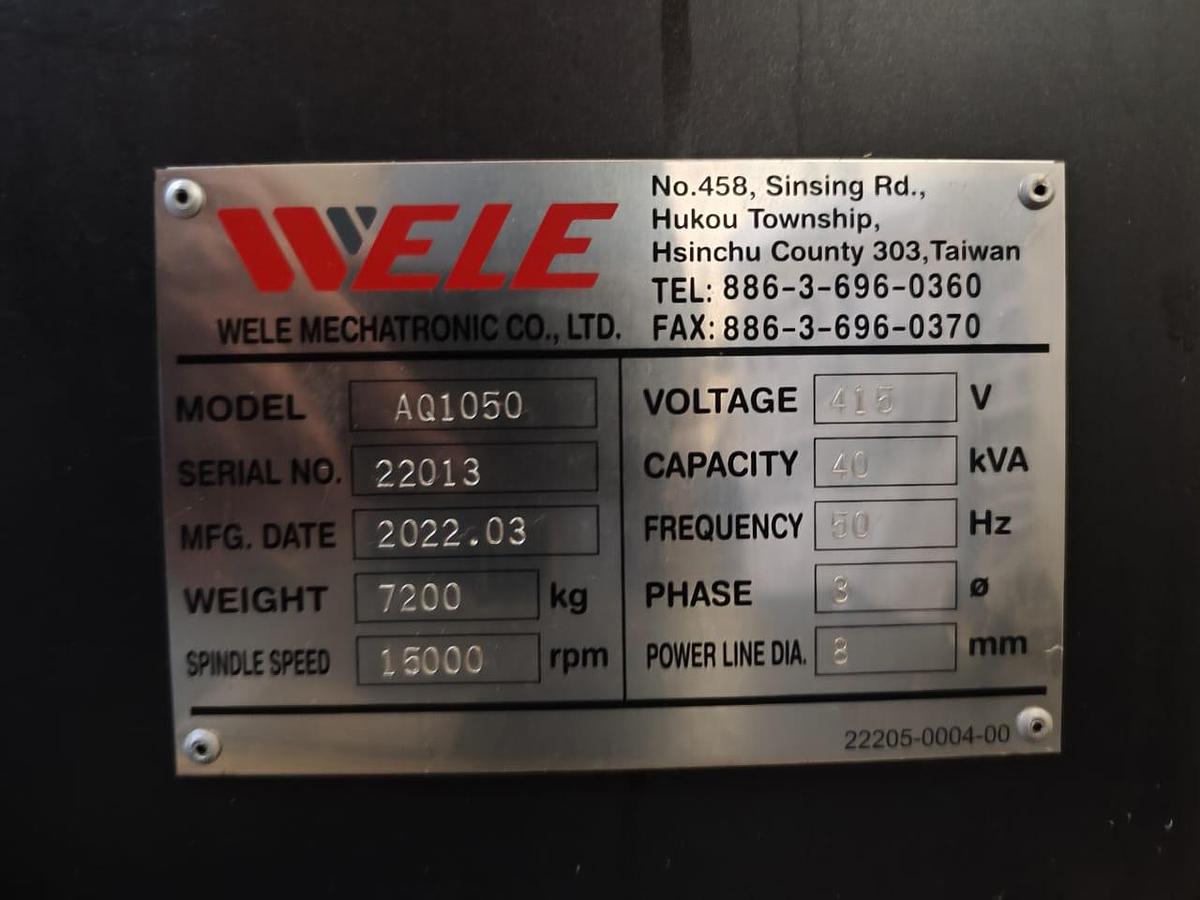 WELE
WELE MECHATRONIC CO., LTD.
No.458, Sinsing Rd.,
Hukou Township,
Hsinchu County 303,Taiwan
TEL: 886-3-696-0360
FAX: 886-3-696-0370
MODEL AQ1050
SERIAL NO. 22013
MFG. DATE 2022.03
WEIGHT 7200 kg
SPINDLE SPEED 15000 rpm
VOLTAGE 415 V
CAPACITY 40 kVA
FREQUENCY 50 Hz
PHASE 3 ø
POWER LINE DIA. 8 mm
22205-0004-00